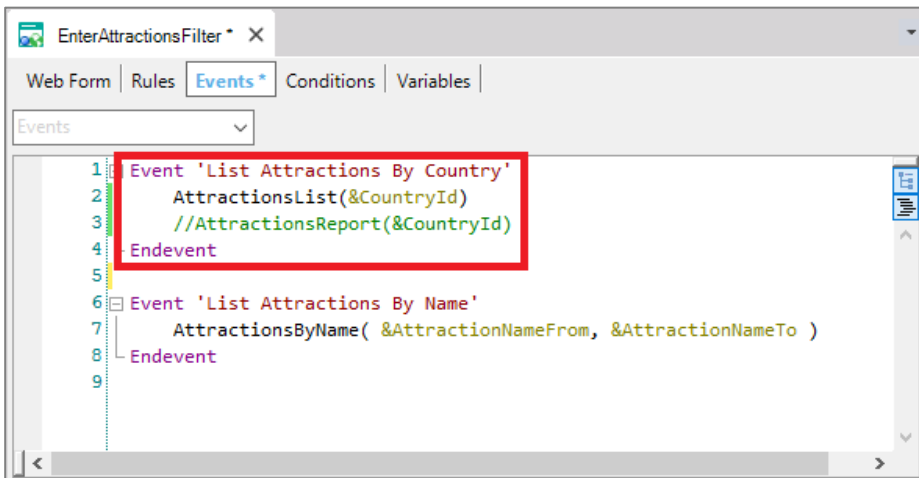 EnterAttractionsFilter * X
Web Form Rules Events * Conditions Variables
Events
1 Event 'List Attractions By Country'
2 AttractionsList(&CountryId)
3 //AttractionsReport(&CountryId)
4 Endevent
5
6 Event 'List Attractions By Name'
7 AttractionsByName( &AttractionNameFrom, &AttractionNameTo )
8 Endevent
9